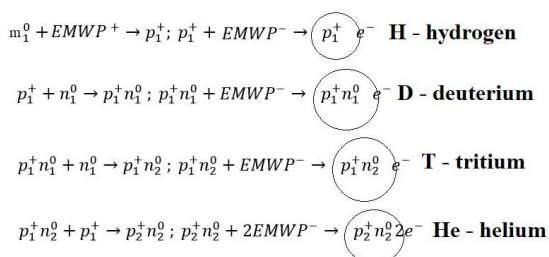 m₁⁰ + EMWP⁺ → p₁⁺; p₁⁺ + EMWP⁻ → p₁⁺ e⁻ H - hydrogen
p₁⁺ + n₁⁰ → p₁⁺n₁⁰ ; p₁⁺n₁⁰ + EMWP⁻ → p₁⁺n₁⁰ e⁻ D - deuterium
p₁⁺n₁⁰ + n₁⁰ → p₁⁺n₂⁰ ; p₁⁺n₂⁰ + EMWP⁻ → p₁⁺n₂⁰ e⁻ T - tritium
p₁⁺n₂⁰ + p₁⁺ → p₂⁺n₂⁰ ; p₂⁺n₂⁰ + 2EMWP⁻ → p₂⁺n₂⁰ 2e⁻ He - helium